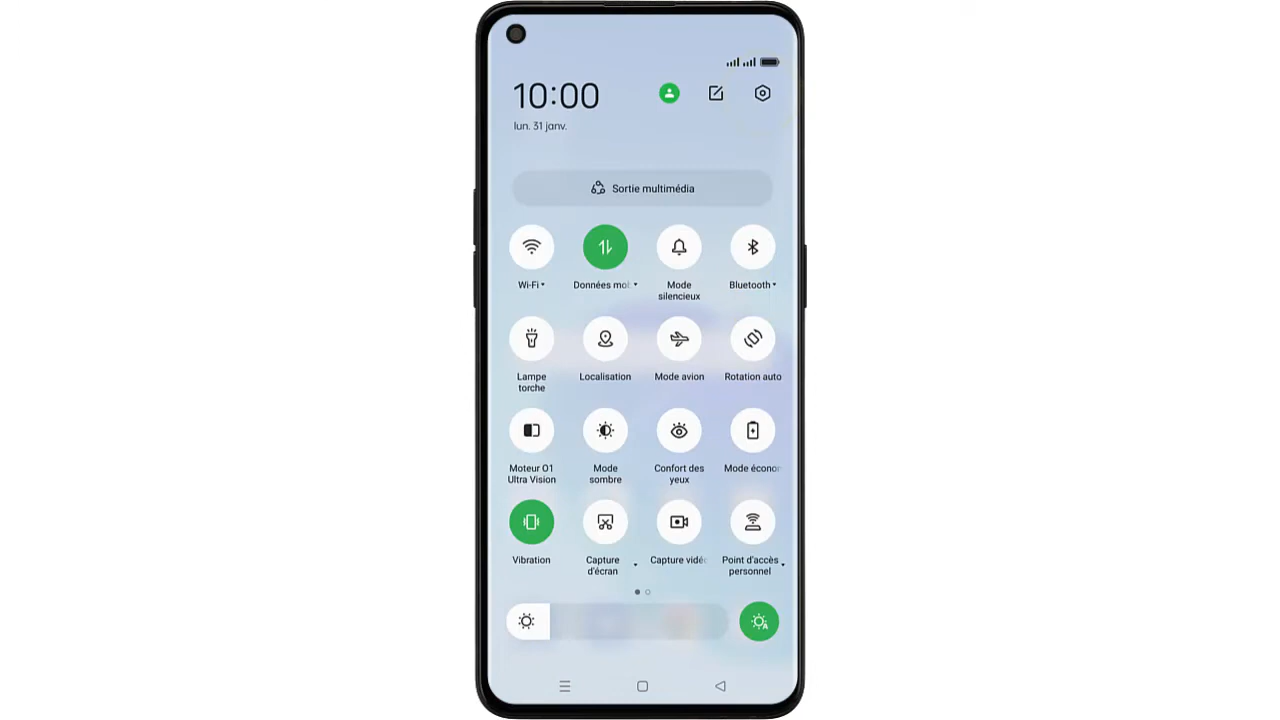 10:00
lun. 31 janv.
Sortie multimédia
Wi-Fi
Données mo
Mode
silencieux
Bluetooth
Lampe
torche
Localisation
Mode avion
Rotation auto
Moteur O1
Ultra Vision
Mode
sombre
Confort des
yeux
Mode écono
Vibration
Capture
d'écran
Capture vidé
Point d'accès
personnel
A